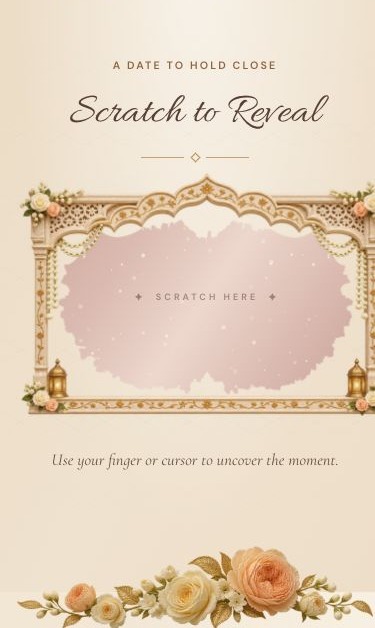 A DATE TO HOLD CLOSE
Scratch to Reveal
SCRATCH HERE
Use your finger or cursor to uncover the moment.